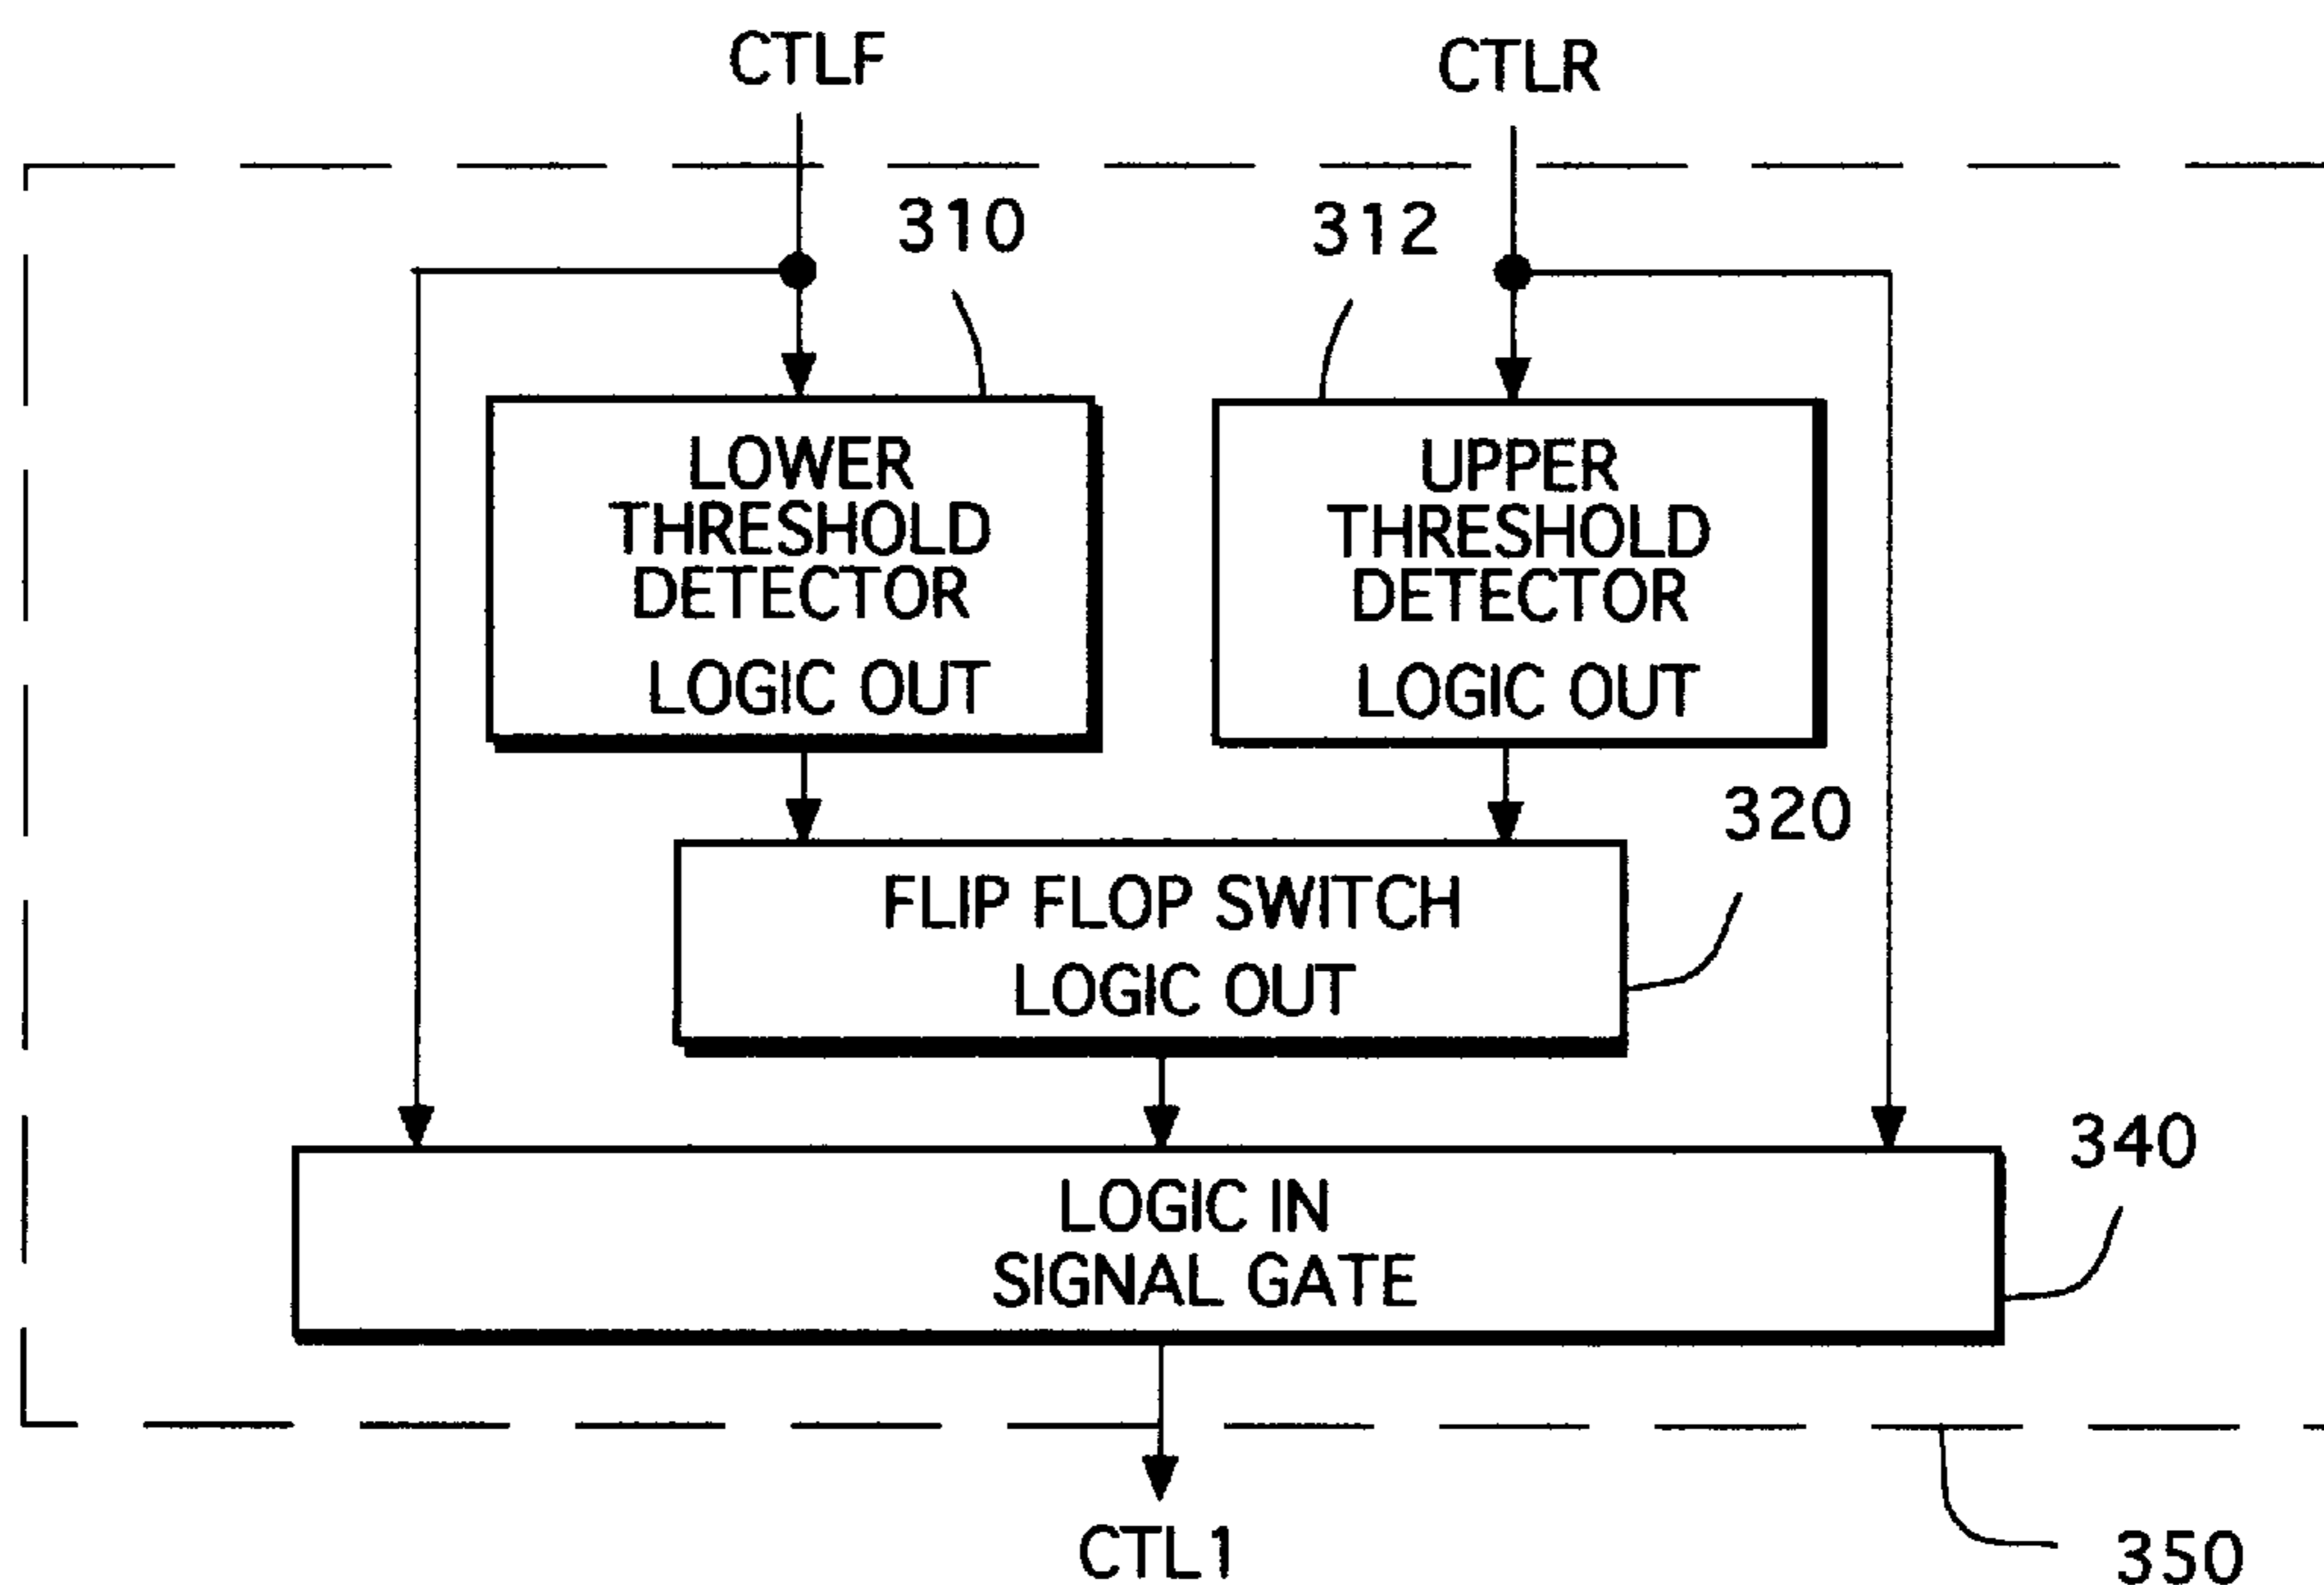 CTLF
CTLR
310
312
LOWER
THRESHOLD
DETECTOR
LOGIC OUT
UPPER
THRESHOLD
DETECTOR
LOGIC OUT
320
FLIP FLOP SWITCH
LOGIC OUT
340
LOGIC IN
SIGNAL GATE
CTL1
350